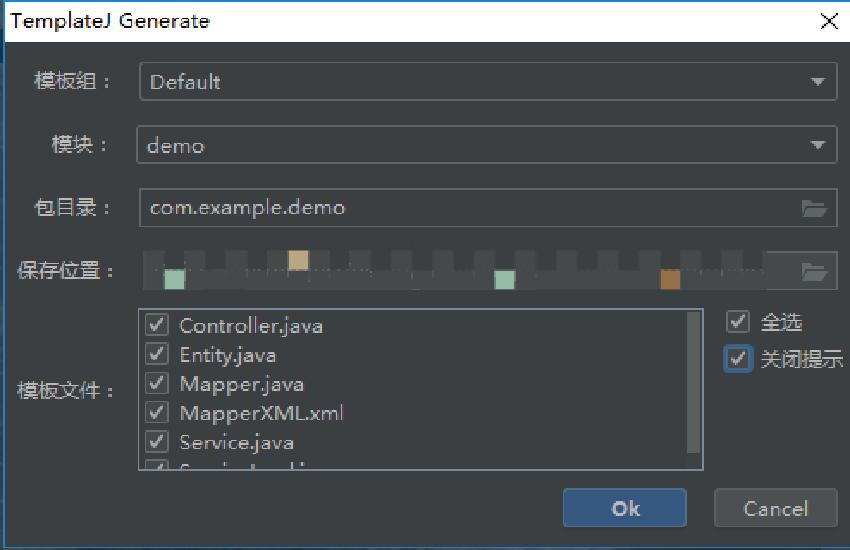 TemplateJ Generate
模板组： Default
模块： demo
包目录： com.example.demo
保存位置：
Controller.java
Entity.java
Mapper.java
MapperXML.xml
Service.java
模板文件：
全选
关闭提示
Ok Cancel